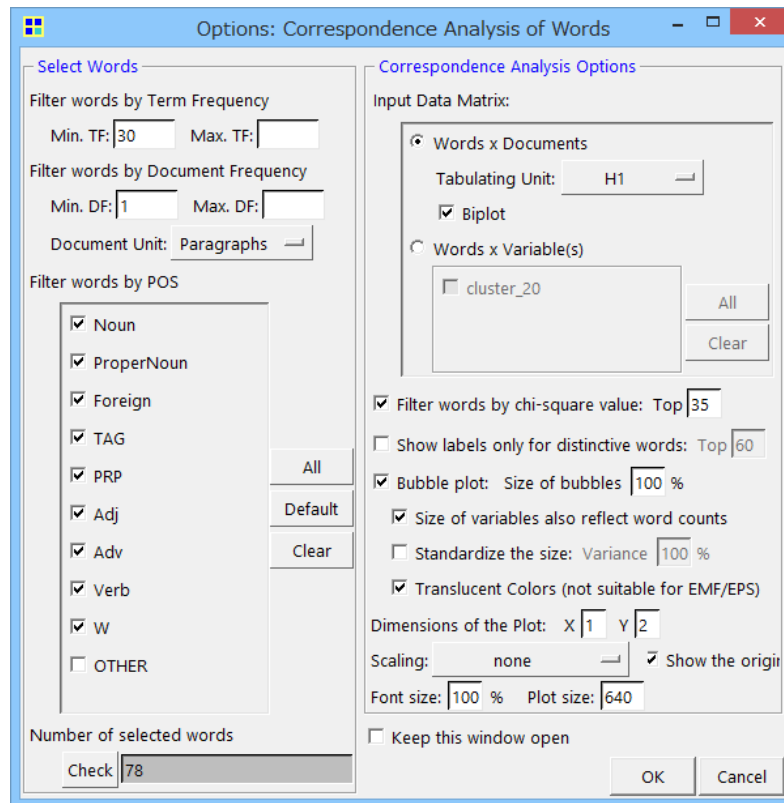 Options: Correspondence Analysis of Words
Select Words
Filter words by Term Frequency
Min. TF: 30 Max. TF:
Filter words by Document Frequency
Min. DF: 1 Max. DF:
Document Unit: Paragraphs
Filter words by POS
Noun
ProperNoun
Foreign
TAG
PRP
Adj
Adv
Verb
W
OTHER
All
Default
Clear
Number of selected words
Check 78
Correspondence Analysis Options
Input Data Matrix:
Words x Documents
Tabulating Unit: H1
Biplot
Words x Variable(s)
cluster_20
All
Clear
Filter words by chi-square value: Top 35
Show labels only for distinctive words: Top 60
Bubble plot: Size of bubbles 100 %
Size of variables also reflect word counts
Standardize the size: Variance 100 %
Translucent Colors (not suitable for EMF/EPS)
Dimensions of the Plot: X 1 Y 2
Scaling: none Show the origi
Font size: 100 % Plot size: 640
Keep this window open
OK Cancel